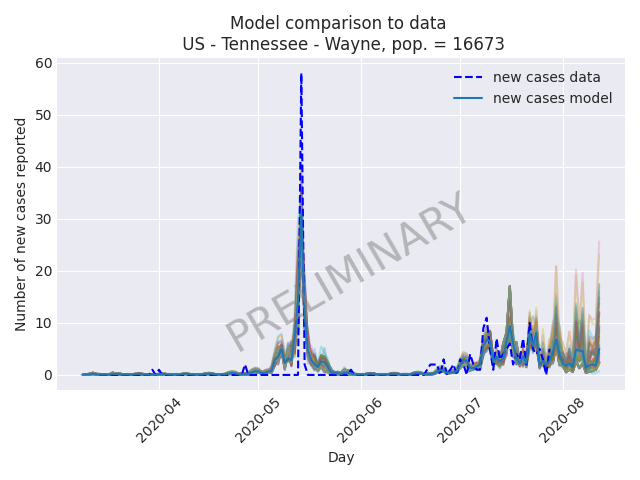 Model comparison to data
US - Tennessee - Wayne, pop. = 16673
60
50
40
30
20
10
0
Number of new cases reported
new cases data
new cases model
PRELIMINARY
2020-04
2020-05
2020-06
2020-07
2020-08
Day